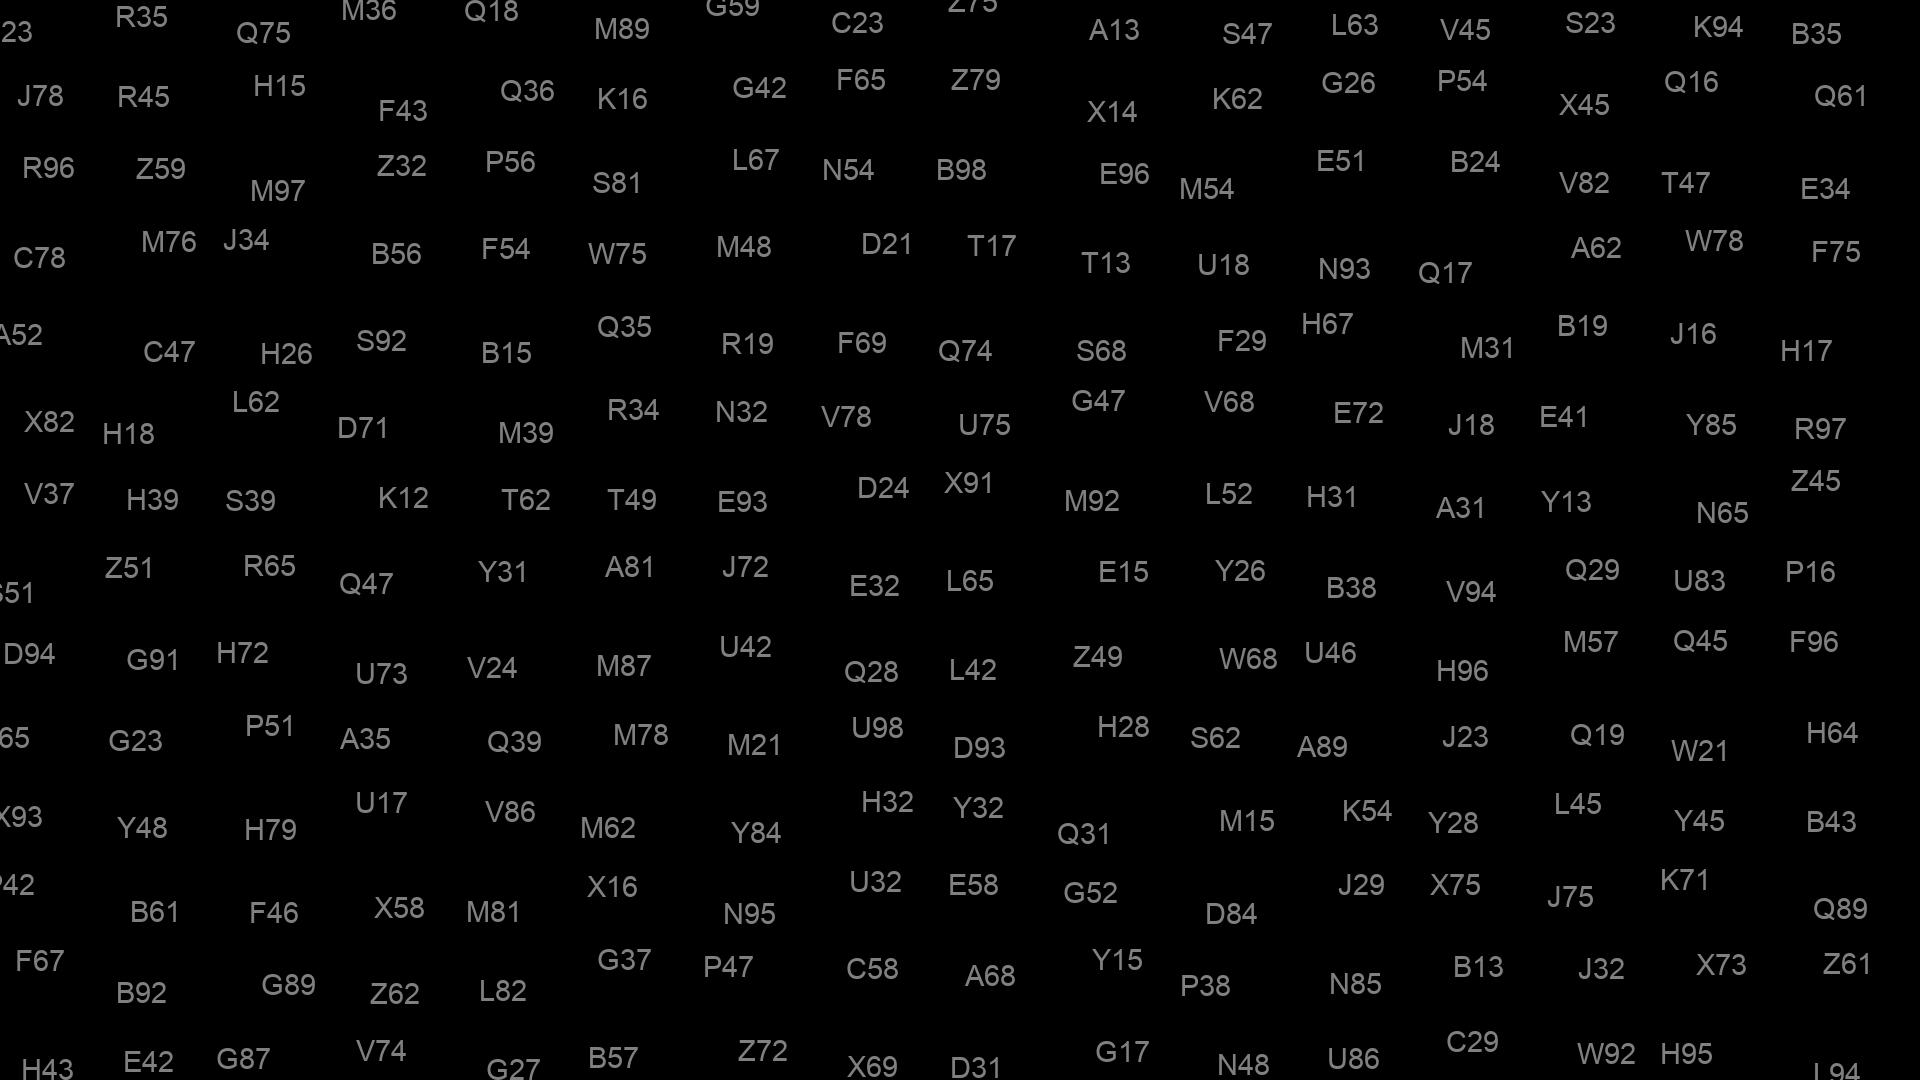 R35 Q75 M36 Q18 M89 G59 C23 Z75 A13 S47 L63 V45 S23 K94 B35
J78 R45 H15 F43 Q36 K16 G42 F65 Z79 X14 K62 G26 P54 X45 Q16 Q61
R96 Z59 M97 Z32 P56 S81 L67 N54 B98 E96 M54 E51 B24 V82 T47 E34
C78 M76 J34 B56 F54 W75 M48 D21 T17 T13 U18 N93 Q17 A62 W78 F75
A52 C47 H26 S92 B15 Q35 R19 F69 Q74 S68 F29 H67 M31 B19 J16 H17
X82 H18 L62 D71 M39 R34 N32 V78 U75 G47 V68 E72 J18 E41 Y85 R97
V37 H39 S39 K12 T62 T49 E93 D24 X91 M92 L52 H31 A31 Y13 N65 Z45
Z51 R65 Q47 Y31 A81 J72 E32 L65 E15 Y26 B38 V94 Q29 U83 P16
D94 G91 H72 U73 V24 M87 U42 Q28 L42 Z49 W68 U46 H96 M57 Q45 F96
G23 P51 A35 Q39 M78 M21 U98 D93 H28 S62 A89 J23 Q19 W21 H64
X93 Y48 H79 U17 V86 M62 Y84 H32 Y32 Q31 M15 K54 Y28 L45 Y45 B43
B61 F46 X58 M81 X16 N95 U32 E58 G52 D84 J29 X75 J75 K71 Q89
F67 B92 G89 Z62 L82 G37 P47 C58 A68 Y15 P38 N85 B13 J32 X73 Z61
H43 E42 G87 V74 G27 B57 Z72 X69 D31 G17 N48 U86 C29 W92 H95 L94